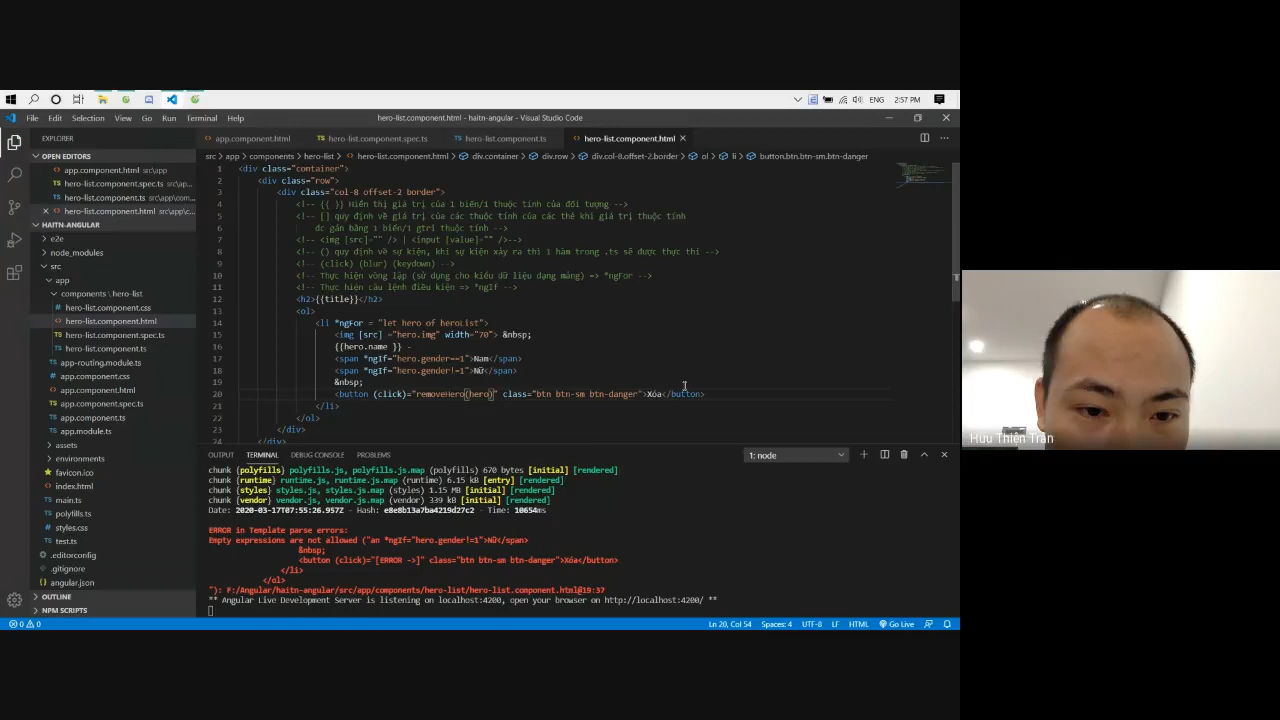 ENG 2:57 PM
File Edit Selection View Go Run Terminal Help
hero-list.component.html - haitn-angular - Visual Studio Code
EXPLORER
app.component.html
hero-list.component.spec.ts
hero-list.component.ts
hero-list.component.html
src > app > components > hero-list > hero-list.component.html > div.container > div.row > div.col-8.offset-2.border > ol > li > button.btn.btn-sm.btn-danger
OPEN EDITORS
app.component.html src\app
hero-list.component.spec.ts src\ap...
hero-list.component.ts src\app\com...
hero-list.component.html src\app\c...
HAITN-ANGULAR
e2e
node_modules
src
app
components \hero-list
hero-list.component.css
hero-list.component.html
hero-list.component.spec.ts
hero-list.component.ts
app-routing.module.ts
app.component.css
app.component.html
app.component.spec.ts
app.component.ts
app.module.ts
assets
environments
favicon.ico
index.html
main.ts
polyfills.ts
styles.css
test.ts
.editorconfig
.gitignore
angular.json
OUTLINE
NPM SCRIPTS
1 <div class="container">
2 <div class="row">
3 <div class="col-8 offset-2 border">
4 <!-- {{ }} Hiển thị giá trị của 1 biến/1 thuộc tính của đối tượng -->
5 <!-- [] quy định về giá trị của các thuộc tính của các thẻ khi giá trị thuộc tính
6 dc gán bằng 1 biến/1 gtri thuộc tính -->
7 <!-- <img [src]="" /> | <input [value]="" />-->
8 <!-- () quy định về sự kiện, khi sự kiện xảy ra thì 1 hàm trong .ts sẽ được thực thi -->
9 <!-- (click) (blur) (keydown) -->
10 <!-- Thực hiện vòng lặp (sử dụng cho kiểu dữ liệu dạng mảng) => *ngFor -->
11 <!-- Thực hiện câu lệnh điều kiện => *ngIf -->
12 <h2>{{title}}</h2>
13 <ol>
14 <li *ngFor = "let hero of heroList">
15 <img [src] ="hero.img" width="70"> &nbsp;
16 {{hero.name }} -
17 <span *ngIf="hero.gender==1">Nam</span>
18 <span *ngIf="hero.gender!=1">Nữ</span>
19 &nbsp;
20 <button (click)="removeHero(hero)" class="btn btn-sm btn-danger">Xóa</button>
21 </li>
22 </ol>
23 </div>
24 </div>
OUTPUT TERMINAL DEBUG CONSOLE PROBLEMS
1: node
chunk {polyfills} polyfills.js, polyfills.js.map (polyfills) 670 bytes [initial] [rendered]
chunk {runtime} runtime.js, runtime.js.map (runtime) 6.15 kB [entry] [rendered]
chunk {styles} styles.js, styles.js.map (styles) 1.15 MB [initial] [rendered]
chunk {vendor} vendor.js, vendor.js.map (vendor) 339 kB [initial] [rendered]
Date: 2020-03-17T07:55:26.957Z - Hash: e8e8b13a7ba4219d27c2 - Time: 10654ms
ERROR in Template parse errors:
Empty expressions are not allowed ("an *ngIf="hero.gender!=1">Nữ</span>
&nbsp;
<button (click)="[ERROR ->]" class="btn btn-sm btn-danger">Xóa</button>
</li>
</ol>
"): F:/Angular/haitn-angular/src/app/components/hero-list/hero-list.component.html@19:37
** Angular Live Development Server is listening on localhost:4200, open your browser on http://localhost:4200/ **
0 0
Ln 20, Col 54 Spaces: 4 UTF-8 LF HTML Go Live
Hưu Thiện Trần